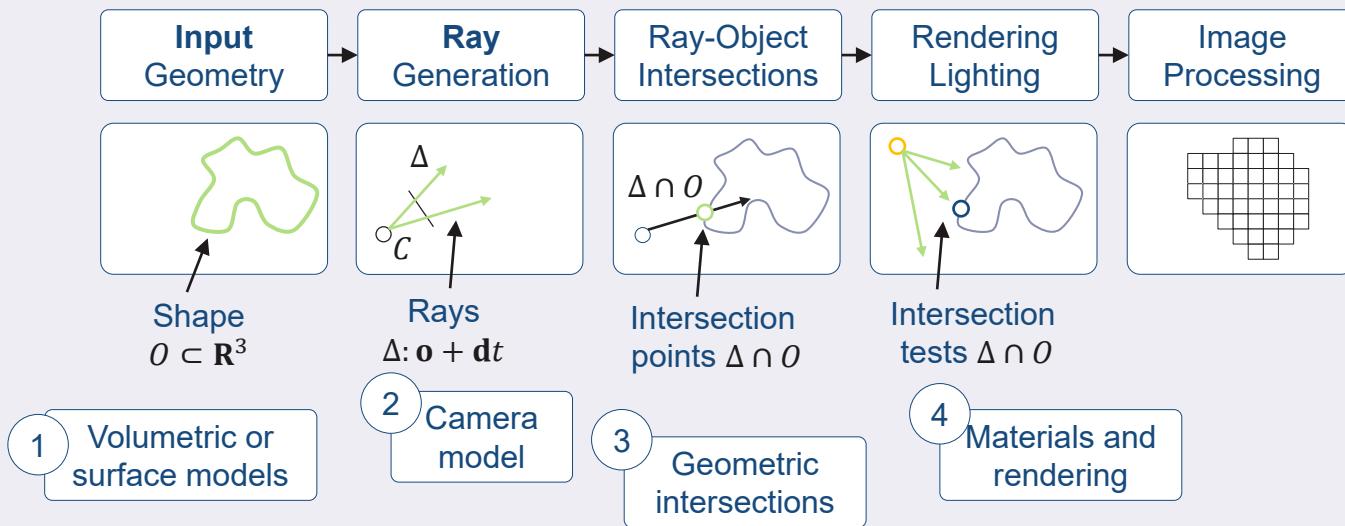 Input
Geometry
Ray
Generation
Ray-Object
Intersections
Rendering
Lighting
Image
Processing
Δ
C
Δ ∩ O
Shape
O ⊂ R³
Rays
Δ: o + dt
Intersection
points Δ ∩ O
Intersection
tests Δ ∩ O
1
Volumetric or
surface models
2
Camera
model
3
Geometric
intersections
4
Materials and
rendering